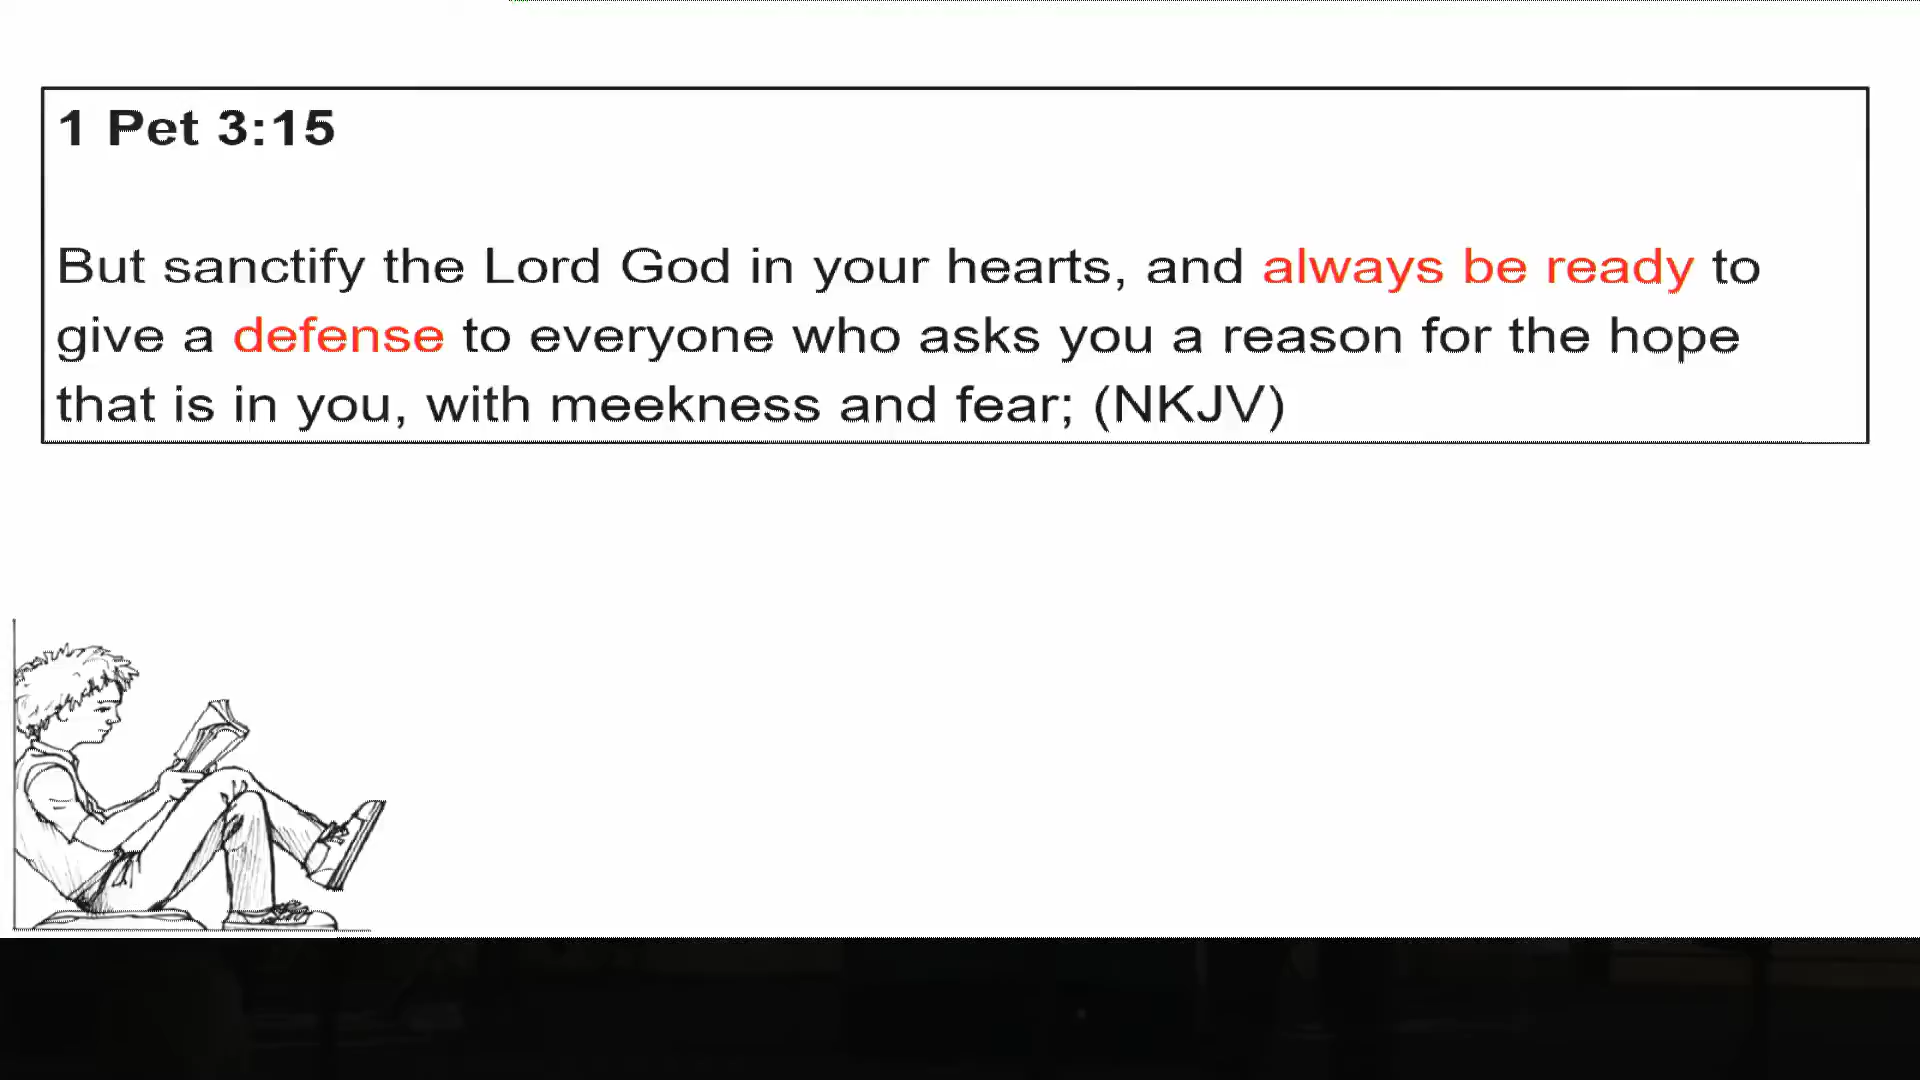 1 Pet 3:15
But sanctify the Lord God in your hearts, and always be ready to
give a defense to everyone who asks you a reason for the hope
that is in you, with meekness and fear; (NKJV)